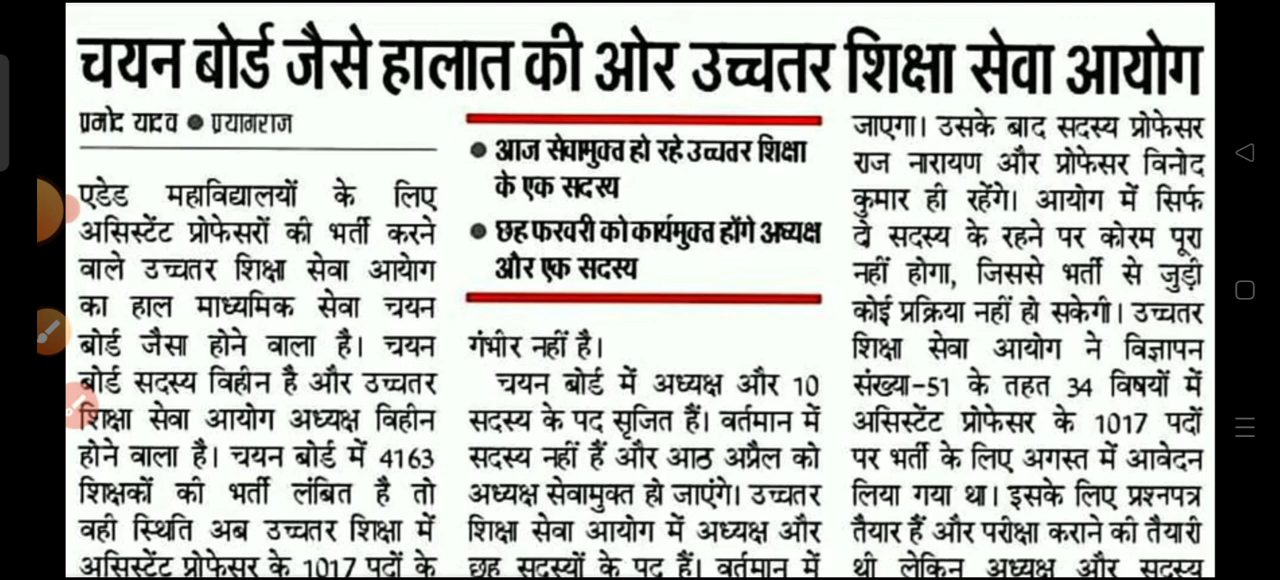 चयन बोर्ड जैसे हालात की ओर उच्चतर शिक्षा सेवा आयोग
प्रमोद यादव ● प्रयागराज
एडेड महाविद्यालयों के लिए
असिस्टेंट प्रोफेसरों की भर्ती करने
वाले उच्चतर शिक्षा सेवा आयोग
का हाल माध्यमिक सेवा चयन
बोर्ड जैसा होने वाला है। चयन
बोर्ड सदस्य विहीन है और उच्चतर
शिक्षा सेवा आयोग अध्यक्ष विहीन
होने वाला है। चयन बोर्ड में 4163
शिक्षकों की भर्ती लंबित है तो
वही स्थिति अब उच्चतर शिक्षा में
असिस्टेंट प्रोफेसर के 1017 पदों के
● आज सेवामुक्त हो रहे उच्चतर शिक्षा
के एक सदस्य
● छह फरवरी को कार्यमुक्त होंगे अध्यक्ष
और एक सदस्य
गंभीर नहीं है।
चयन बोर्ड में अध्यक्ष और 10
सदस्य के पद सृजित हैं। वर्तमान में
सदस्य नहीं हैं और आठ अप्रैल को
अध्यक्ष सेवामुक्त हो जाएंगे। उच्चतर
शिक्षा सेवा आयोग में अध्यक्ष और
छह सदस्यों के पद हैं। वर्तमान में
जाएगा। उसके बाद सदस्य प्रोफेसर
राज नारायण और प्रोफेसर विनोद
कुमार ही रहेंगे। आयोग में सिर्फ
दो सदस्य के रहने पर कोरम पूरा
नहीं होगा, जिससे भर्ती से जुड़ी
कोई प्रक्रिया नहीं हो सकेगी। उच्चतर
शिक्षा सेवा आयोग ने विज्ञापन
संख्या-51 के तहत 34 विषयों में
असिस्टेंट प्रोफेसर के 1017 पदों
पर भर्ती के लिए अगस्त में आवेदन
लिया गया था। इसके लिए प्रश्नपत्र
तैयार हैं और परीक्षा कराने की तैयारी
थी लेकिन अध्यक्ष और सदस्य